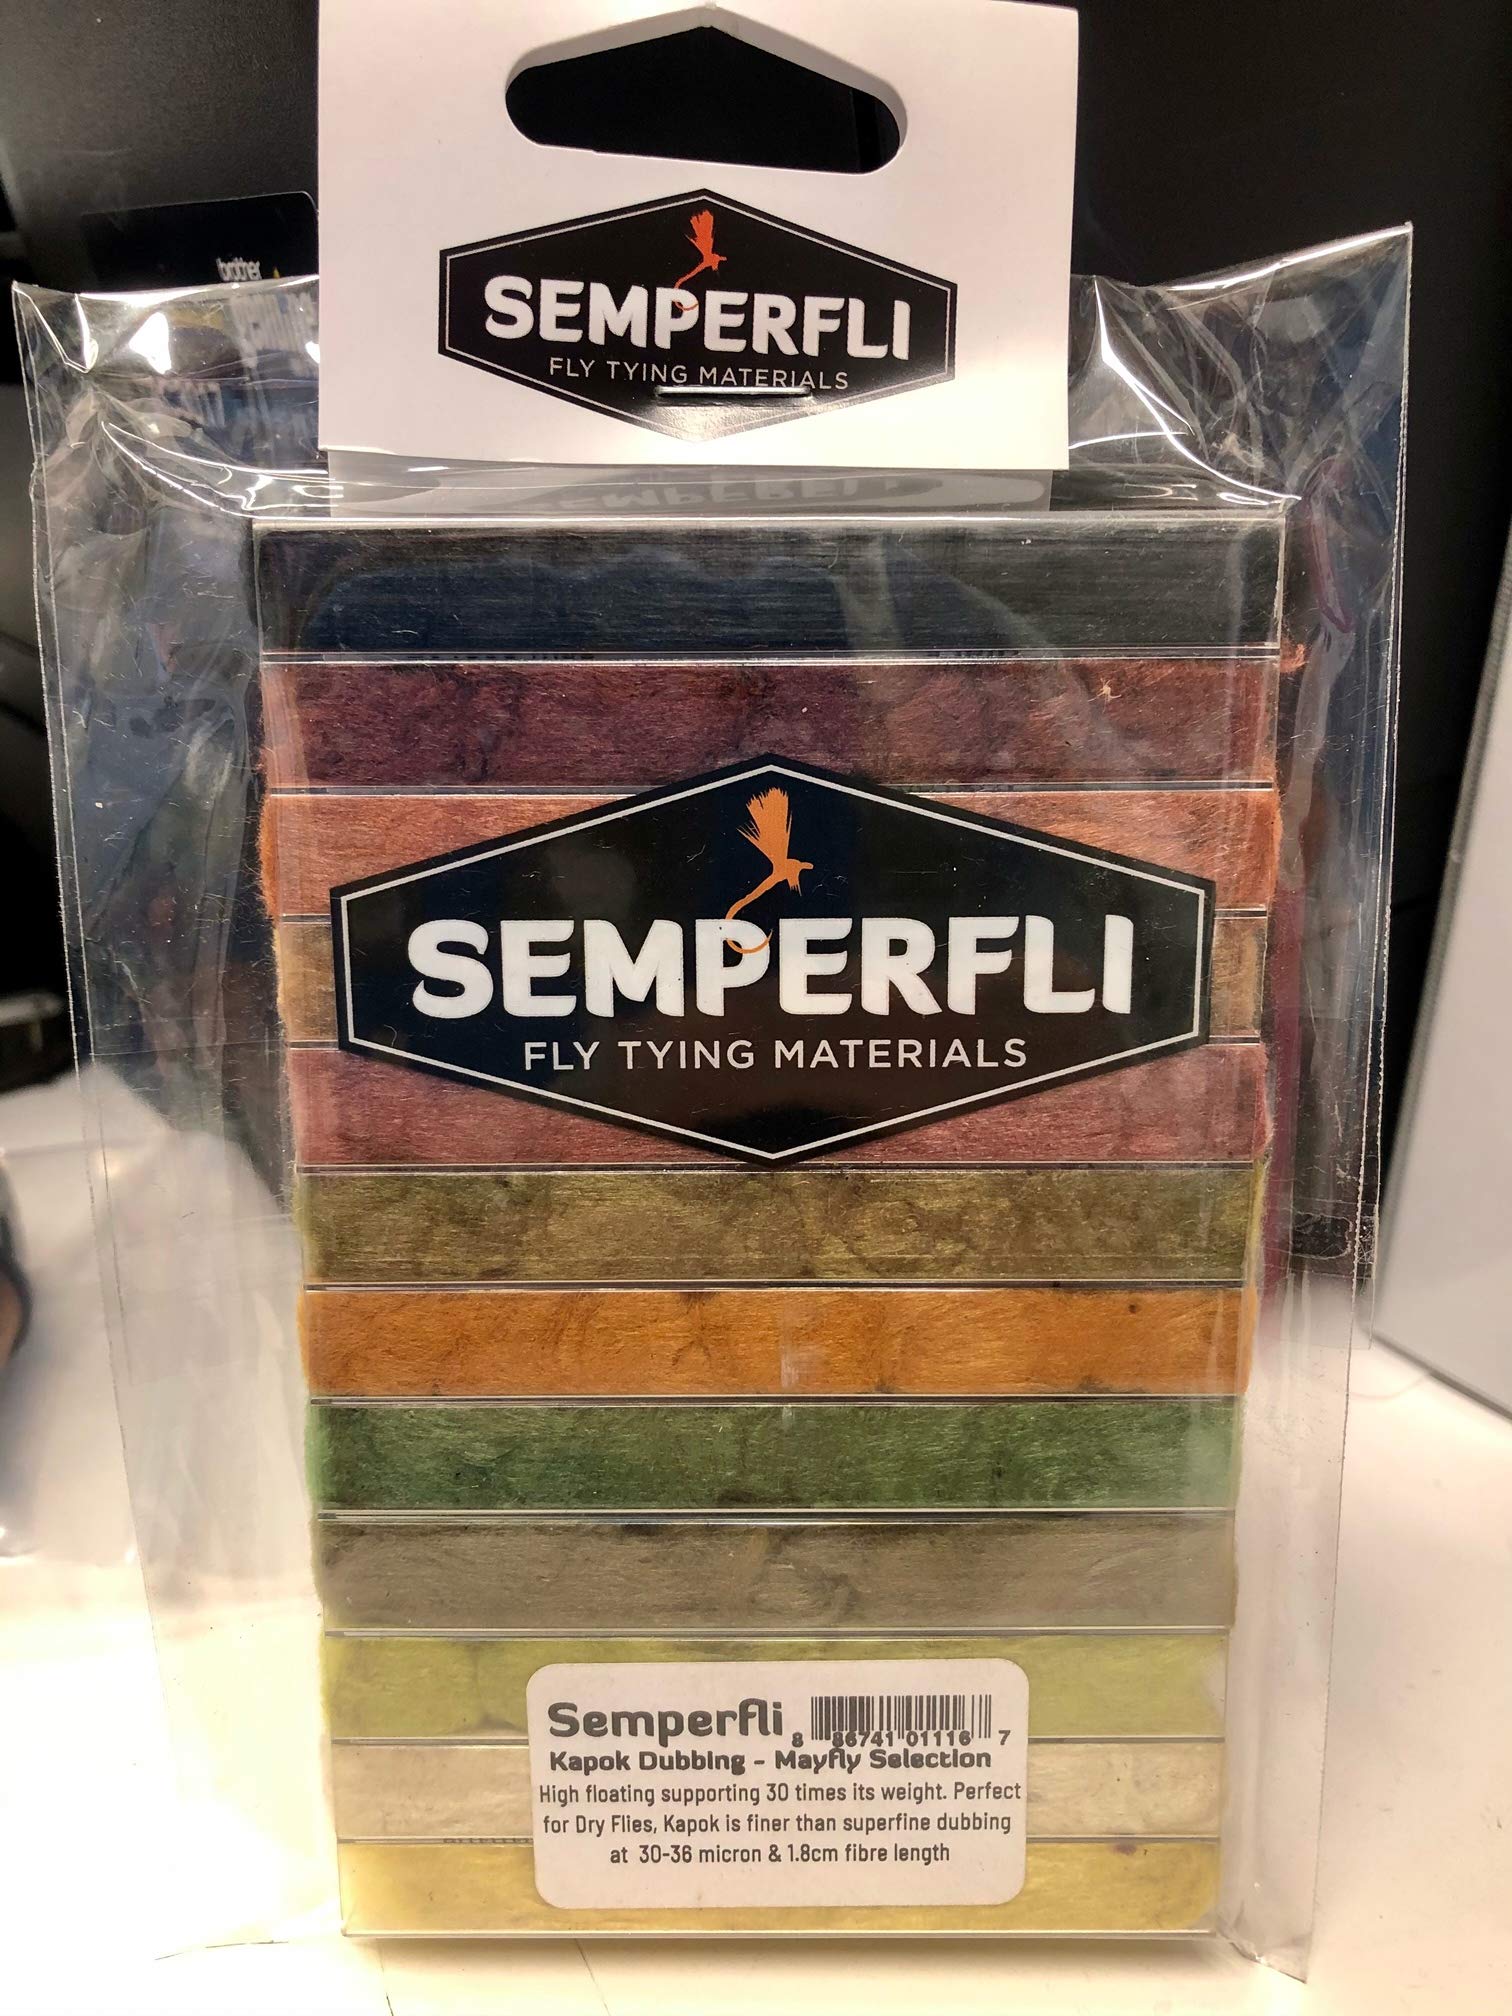 brother
SEMPERFLI
FLY TYING MATERIALS
SEMPERFLI
FLY TYING MATERIALS
Semperfli
8 86741 01116 7
Kapok Dubbing - Mayfly Selection
High floating supporting 30 times its weight. Perfect
for Dry Flies, Kapok is finer than superfine dubbing
at 30-36 micron & 1.8cm fibre length